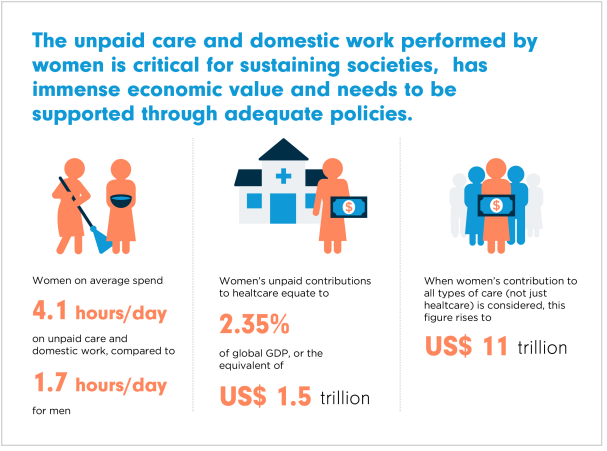 The unpaid care and domestic work performed by
women is critical for sustaining societies, has
immense economic value and needs to be
supported through adequate policies.
Women on average spend
4.1 hours/day
on unpaid care and
domestic work, compared to
1.7 hours/day
for men
$
Women's unpaid contributions
to healtcare equate to
2.35%
of global GDP, or the
equivalent of
US$ 1.5 trillion
$
When women's contribution to
all types of care (not just
healtcare) is considered, this
figure rises to
US$ 11 trillion